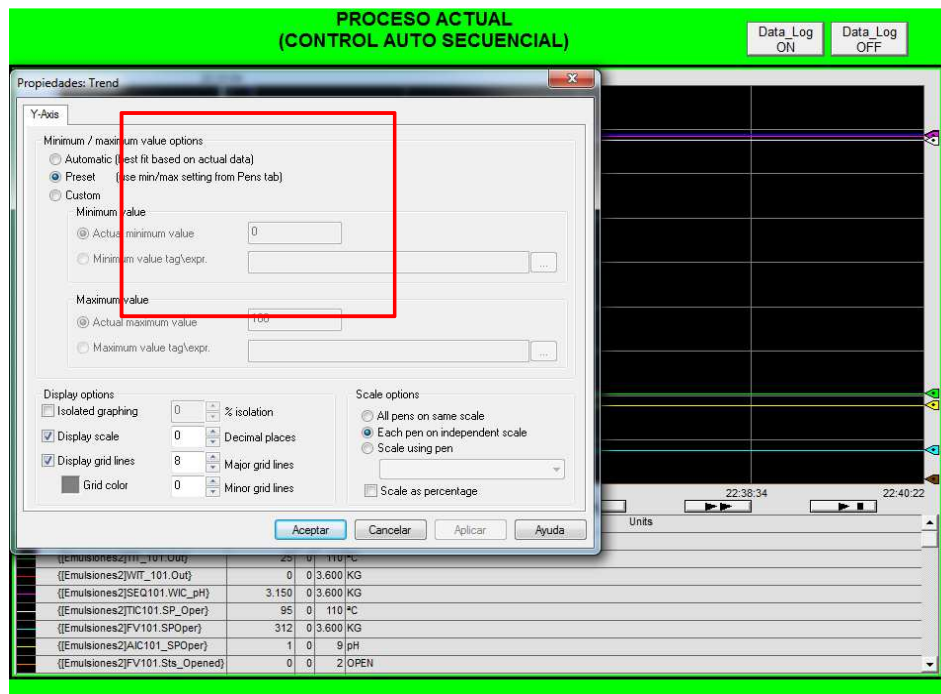 PROCESO ACTUAL
(CONTROL AUTO SECUENCIAL)
Data_Log
ON
Data_Log
OFF
Propiedades: Trend
Y-Axis
Minimum / maximum value options
Automatic (best fit based on actual data)
Preset (use min/max setting from Pens tab)
Custom
Minimum value
Actual minimum value 0
Minimum value tag\expr. ...
Maximum value
Actual maximum value 100
Maximum value tag\expr. ...
Display options
Isolated graphing 0 % isolation
Display scale 0 Decimal places
Display grid lines 8 Major grid lines
Grid color 0 Minor grid lines
Scale options
All pens on same scale
Each pen on independent scale
Scale using pen
Scale as percentage
Aceptar Cancelar Aplicar Ayuda
22:38:34 22:40:22
Units
{[Emulsiones2]TIT_101.Out} 25 0 110 ºC
{[Emulsiones2]WIT_101.Out} 0 0 3.600 KG
{[Emulsiones2]SEQ101.WIC_pH} 3.150 0 3.600 KG
{[Emulsiones2]TIC101.SP_Oper} 95 0 110 ªC
{[Emulsiones2]FV101.SPOper} 312 0 3.600 KG
{[Emulsiones2]AIC101_SPOper} 1 0 9 pH
{[Emulsiones2]FV101.Sts_Opened} 0 0 2 OPEN